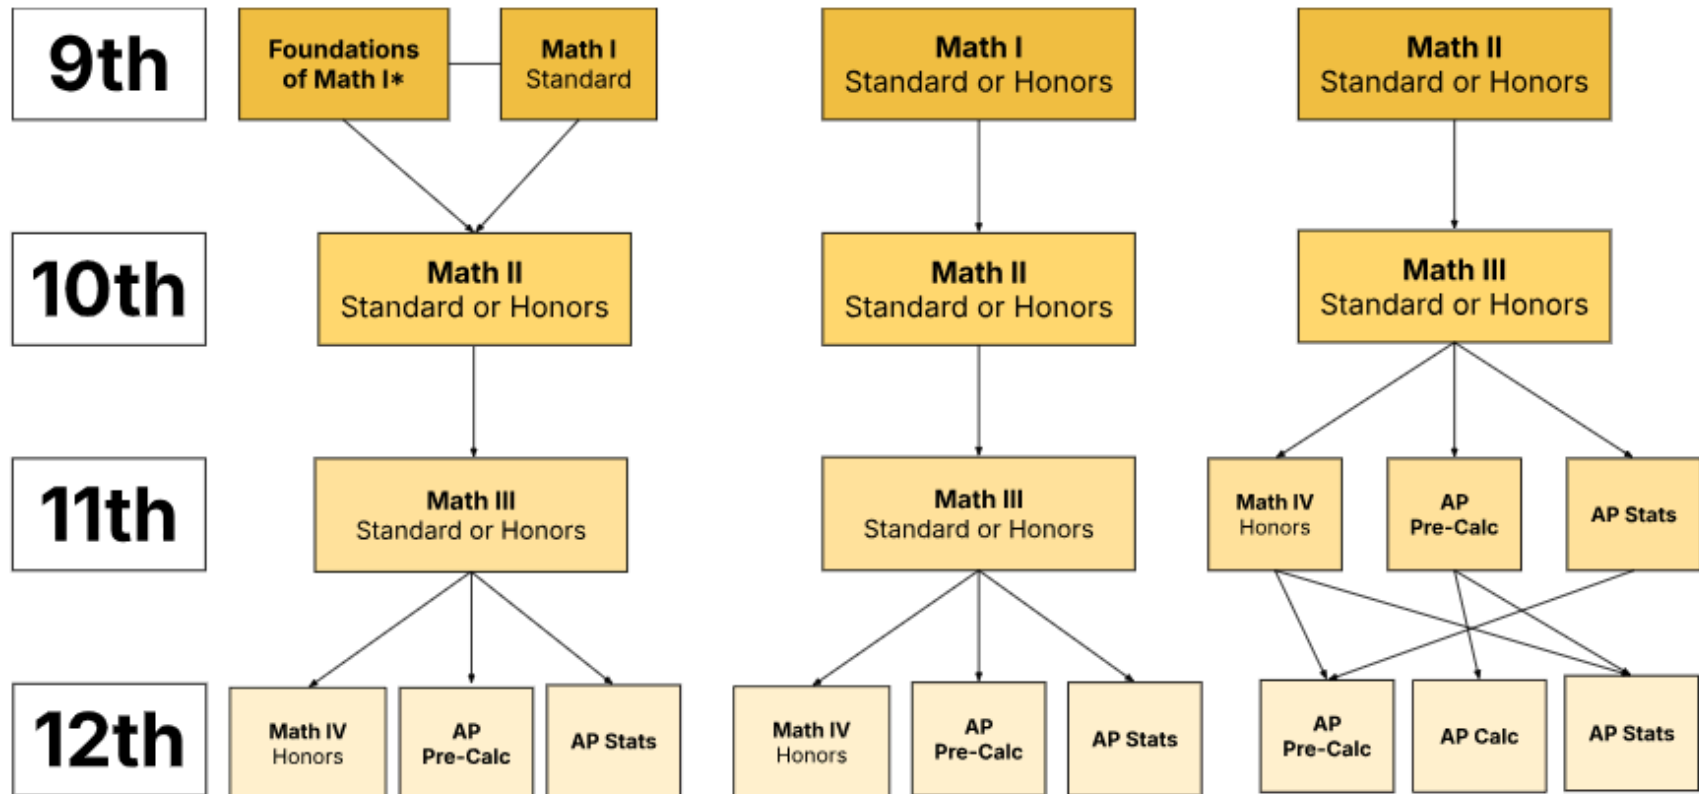 9th
Foundations
of Math I*
Math I
Standard
Math I
Standard or Honors
Math II
Standard or Honors
10th
Math II
Standard or Honors
Math II
Standard or Honors
Math III
Standard or Honors
11th
Math III
Standard or Honors
Math III
Standard or Honors
Math IV
Honors
AP
Pre-Calc
AP Stats
12th
Math IV
Honors
AP
Pre-Calc
AP Stats
Math IV
Honors
AP
Pre-Calc
AP Stats
AP
Pre-Calc
AP Calc
AP Stats